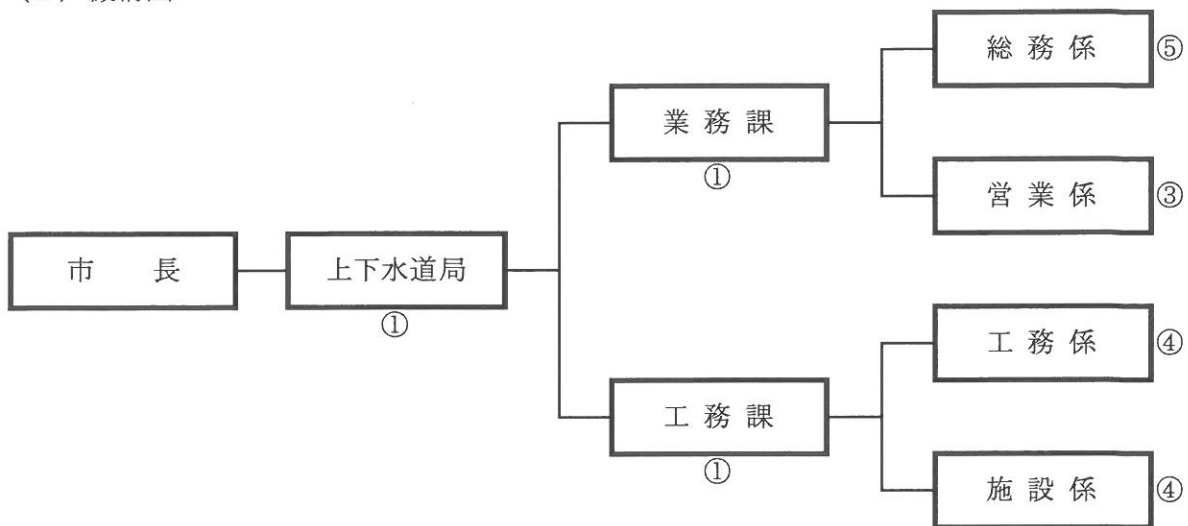 総務係 ⑤
業務課
①
営業係 ③
市 長
上下水道局
①
工務係 ④
工務課
①
施設係 ④